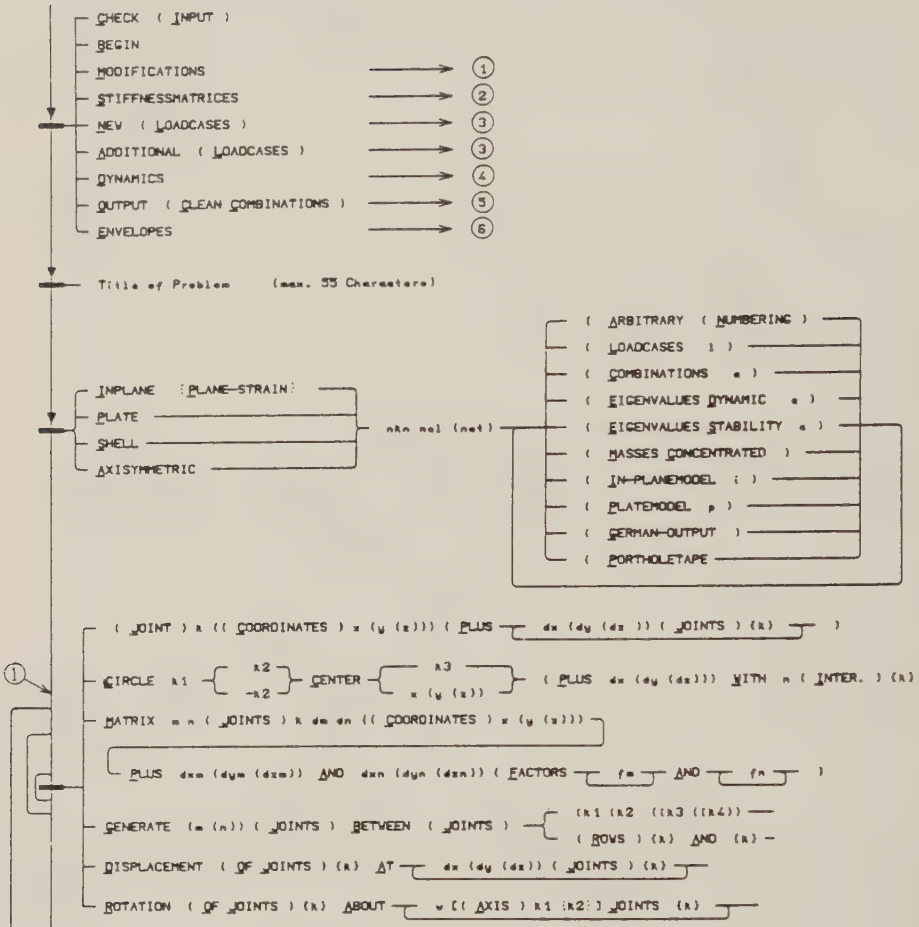 CHECK ( INPUT )
BEGIN
MODIFICATIONS 1
STIFFNESSMATRICES 2
NEW ( LOADCASES ) 3
ADDITIONAL ( LOADCASES ) 3
DYNAMICS 4
OUTPUT ( CLEAN COMBINATIONS ) 5
ENVELOPES 6
Title of Problem (max. 55 Characters)
INPLANE {PLANE-STRAIN}
PLATE
SHELL
AXISYMMETRIC
nkn nel (net)
( ARBITRARY ( NUMBERING )
( LOADCASES l )
( COMBINATIONS c )
( EIGENVALUES DYNAMIC e )
( EIGENVALUES STABILITY e )
( MASSES CONCENTRATED )
( IN-PLANEMODEL i )
( PLATEMODEL p )
( GERMAN-OUTPUT )
( PORTHOLETAPE
1
( JOINT ) k (( COORDINATES ) x (y (z))) ( PLUS dx (dy (dz )) ( JOINTS ) {k} )
CIRCLE k1 k2 -k2 CENTER k3 x (y (z)) ( PLUS dx (dy (dz))) WITH n ( INTER. ) {k}
MATRIX m n ( JOINTS ) k dm dn (( COORDINATES ) x (y (z)))
PLUS dxm (dym (dzm)) AND dxn (dyn (dzn)) ( FACTORS fm AND fn )
GENERATE (m (n)) ( JOINTS ) BETWEEN ( JOINTS ) (k1 (k2 ((k3 ((k4))
( ROWS ) {k} AND {k}
DISPLACEMENT ( OF JOINTS ) {k} AT dx (dy (dz)) ( JOINTS ) {k}
ROTATION ( OF JOINTS ) {k} ABOUT w [( AXIS ) k1 {k2} ] JOINTS {k}